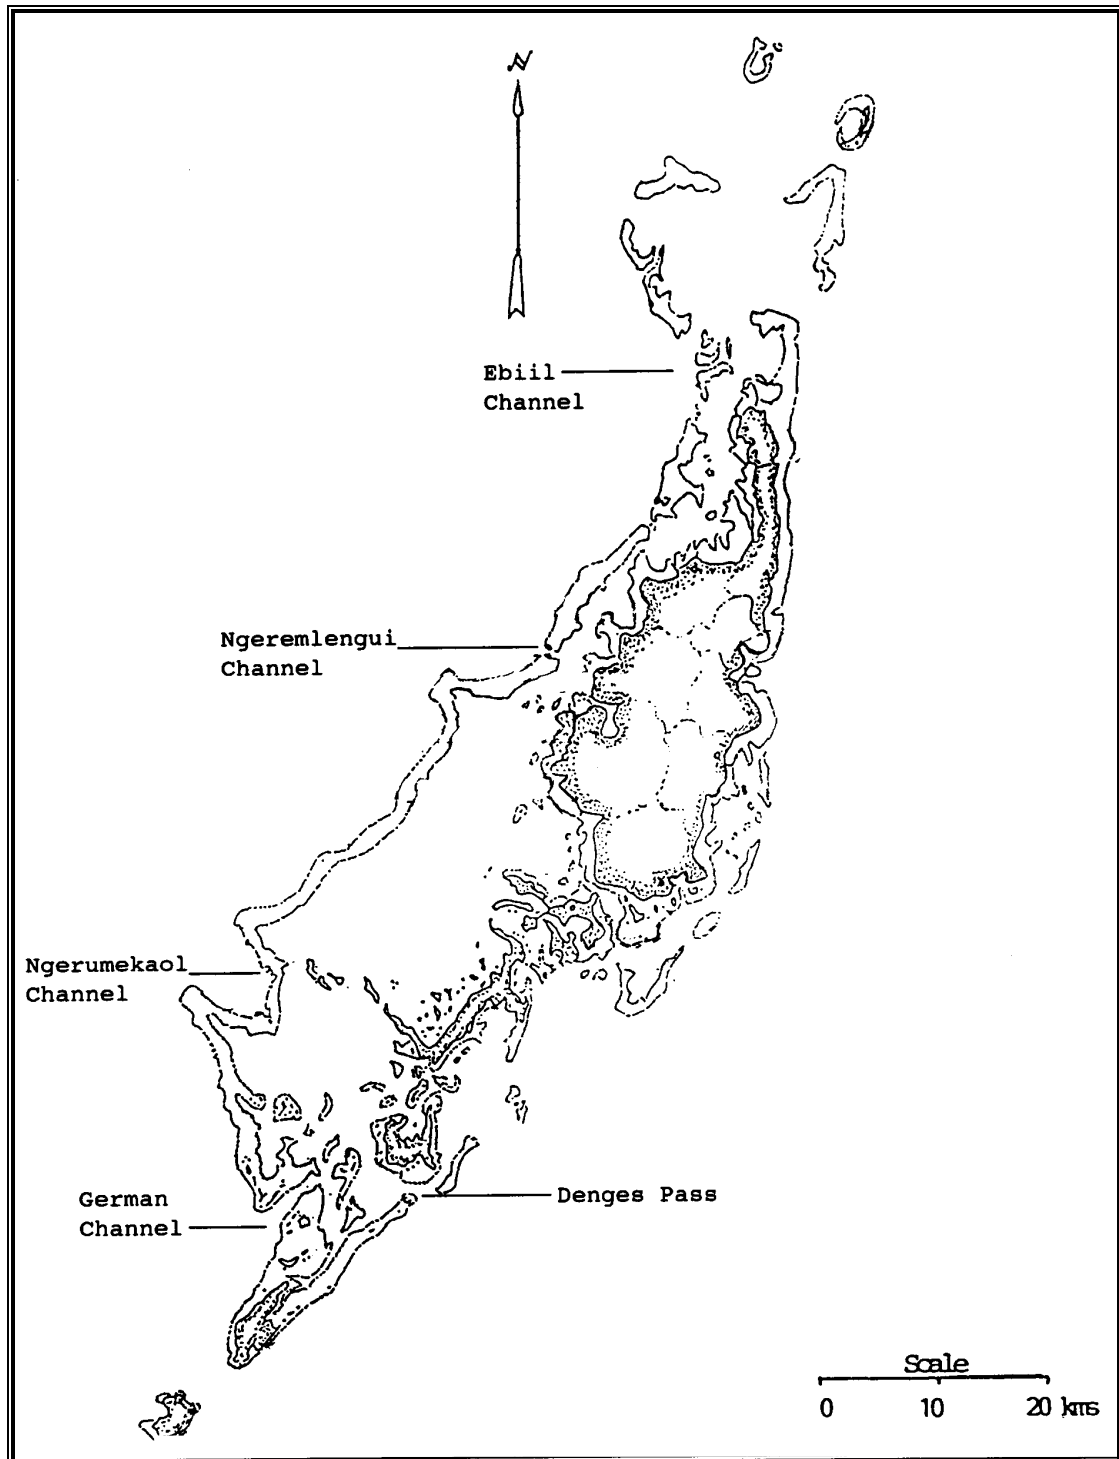 N
Ebiil
Channel
Ngeremlengui
Channel
Ngerumekaol
Channel
German
Channel
Denges Pass
Scale
0 10 20 kms